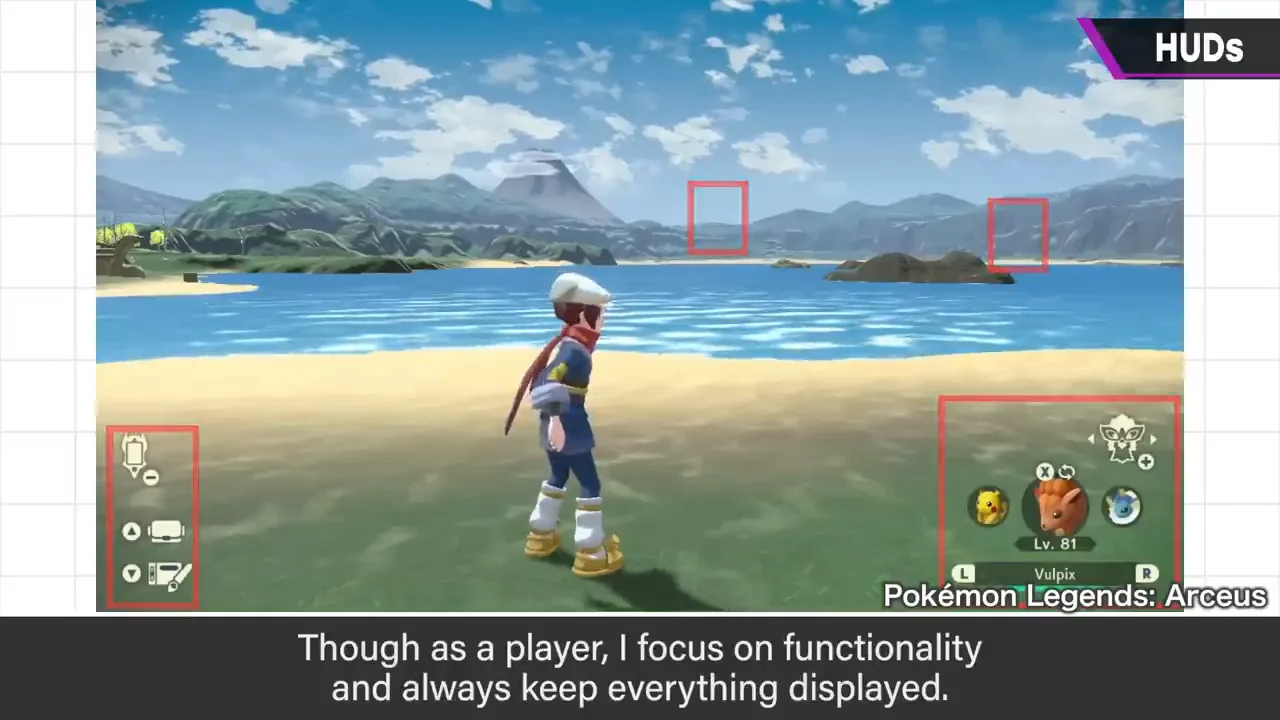 HUDs
X
Lv. 81
L
Vulpix
R
Pokémon Legends: Arceus
Though as a player, I focus on functionality
and always keep everything displayed.